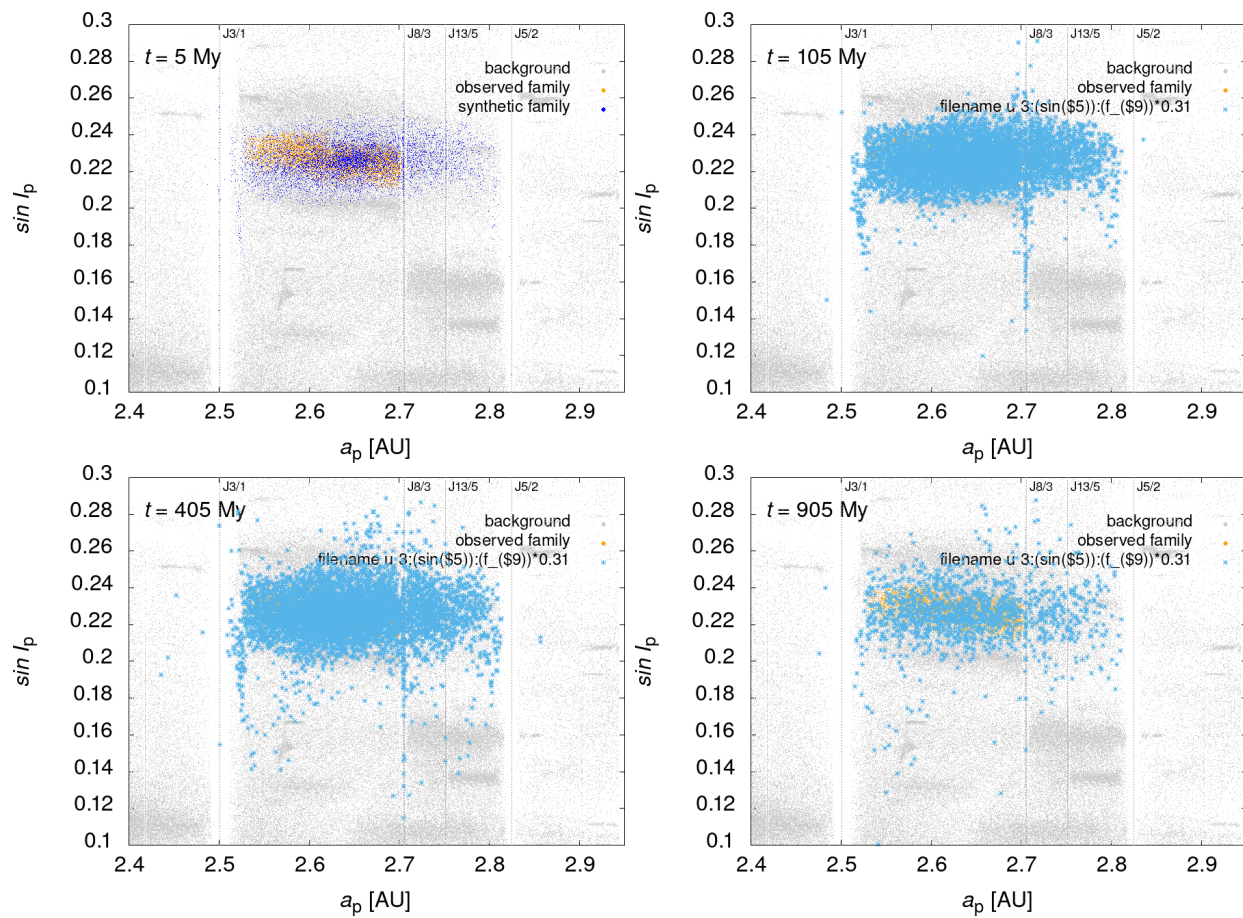 J3/1 J8/3 J13/5 J5/2
t = 5 My
background
observed family
synthetic family
sin Ip
0.3
0.28
0.26
0.24
0.22
0.2
0.18
0.16
0.14
0.12
0.1
2.4 2.5 2.6 2.7 2.8 2.9
ap [AU]
J3/1 J8/3 J13/5 J5/2
t = 105 My
background
observed family
filename u 3:(sin($5)):(f_($9))*0.31
sin Ip
0.3
0.28
0.26
0.24
0.22
0.2
0.18
0.16
0.14
0.12
0.1
2.4 2.5 2.6 2.7 2.8 2.9
ap [AU]
J3/1 J8/3 J13/5 J5/2
t = 405 My
background
observed family
filename u 3:(sin($5)):(f_($9))*0.31
sin Ip
0.3
0.28
0.26
0.24
0.22
0.2
0.18
0.16
0.14
0.12
0.1
2.4 2.5 2.6 2.7 2.8 2.9
ap [AU]
J3/1 J8/3 J13/5 J5/2
t = 905 My
background
observed family
filename u 3:(sin($5)):(f_($9))*0.31
sin Ip
0.3
0.28
0.26
0.24
0.22
0.2
0.18
0.16
0.14
0.12
0.1
2.4 2.5 2.6 2.7 2.8 2.9
ap [AU]